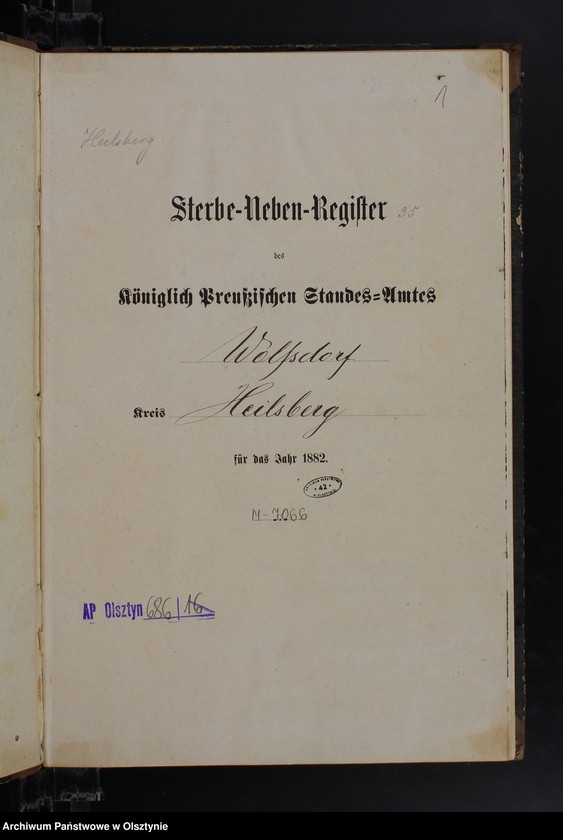 1
Heilsberg
Sterbe-Neben-Register 35
des
Königlich Preußischen Standes-Amtes
Wolfsdorf
Kreis Heilsberg
für das Jahr 1882.
42
M-7066
AP Olsztyn 686/16
Archiwum Państwowe w Olsztynie